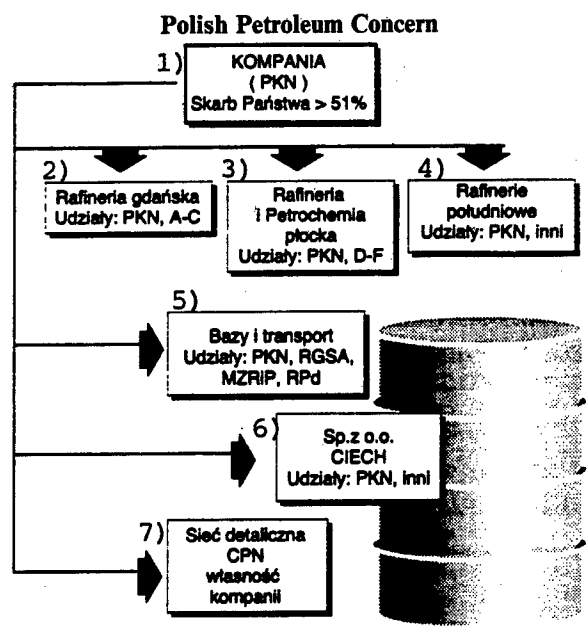 Polish Petroleum Concern
1)
KOMPANIA
( PKN )
Skarb Państwa > 51%
2)
Rafineria gdańska
Udziały: PKN, A-C
3)
Rafineria
i Petrochemia
płocka
Udziały: PKN, D-F
4)
Rafinerie
południowe
Udziały: PKN, inni
5)
Bazy i transport
Udziały: PKN, RGSA,
MZRiP, RPd
6)
Sp.z o.o.
CIECH
Udziały: PKN, inni
7)
Sieć detaliczna
CPN
własność
kompanii